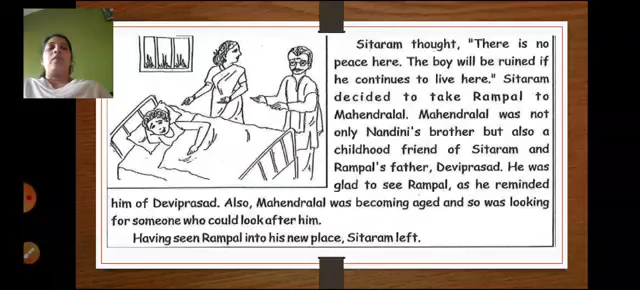 Sitaram thought, "There is no
peace here. The boy will be ruined if
he continues to live here." Sitaram
decided to take Rampal to
Mahendralal. Mahendralal was not
only Nandini's brother but also a
childhood friend of Sitaram and
Rampal's father, Deviprasad. He was
glad to see Rampal, as he reminded
him of Deviprasad. Also, Mahendralal was becoming aged and so was looking
for someone who could look after him.
Having seen Rampal into his new place, Sitaram left.